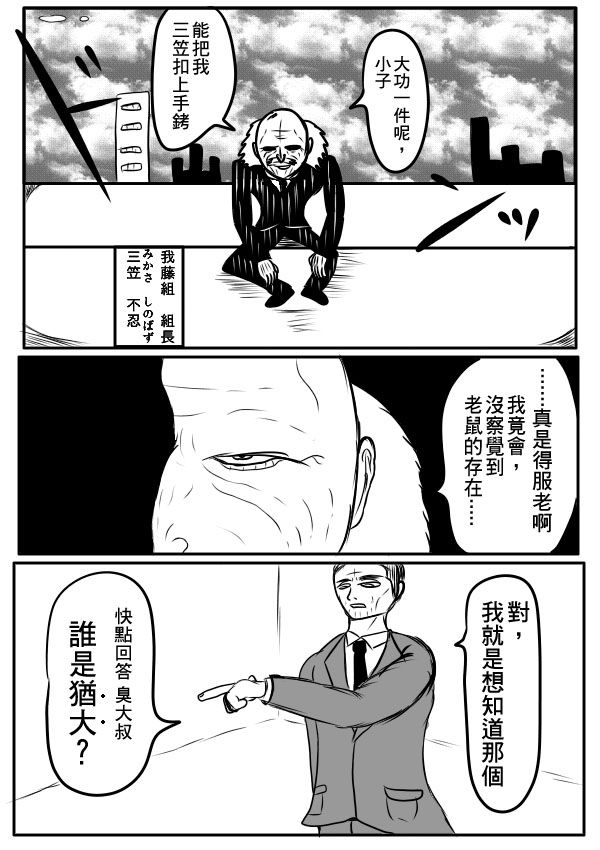 大功一件呢，
小子
能把我
三笠扣上手銬
ドン
我藤組　組長
みかさ　しのばず
三笠　不忍
……真是得服老啊
我竟會，
沒察覺到
老鼠的存在……
對，
我就是想知道那個
快點回答 臭大叔
誰是猶大？